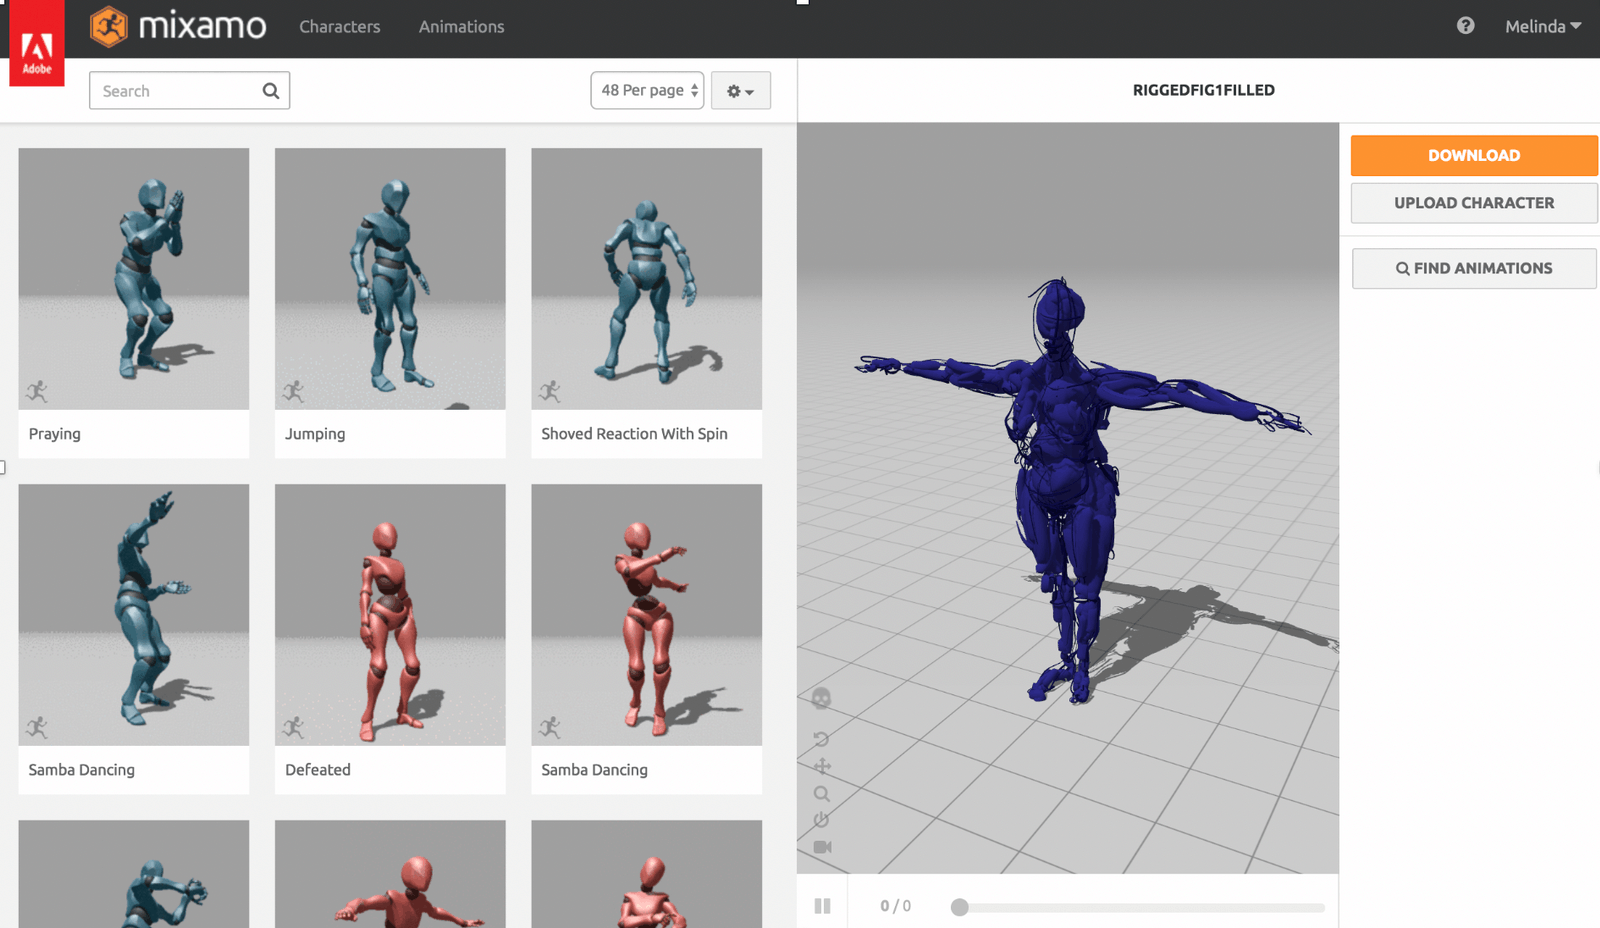 Adobe
mixamo
Characters
Animations
Melinda
Search
48 Per page
RIGGEDFIG1FILLED
DOWNLOAD
UPLOAD CHARACTER
FIND ANIMATIONS
Praying
Jumping
Shoved Reaction With Spin
Samba Dancing
Defeated
Samba Dancing
0 / 0